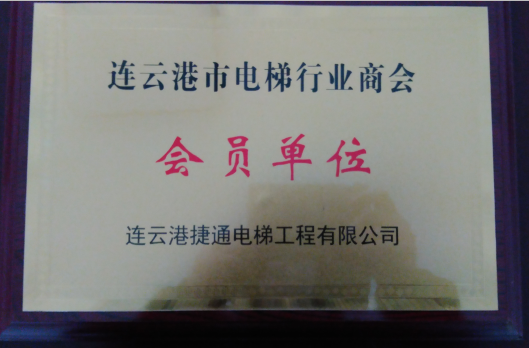 连云港市电梯行业商会
会员单位
连云港捷通电梯工程有限公司